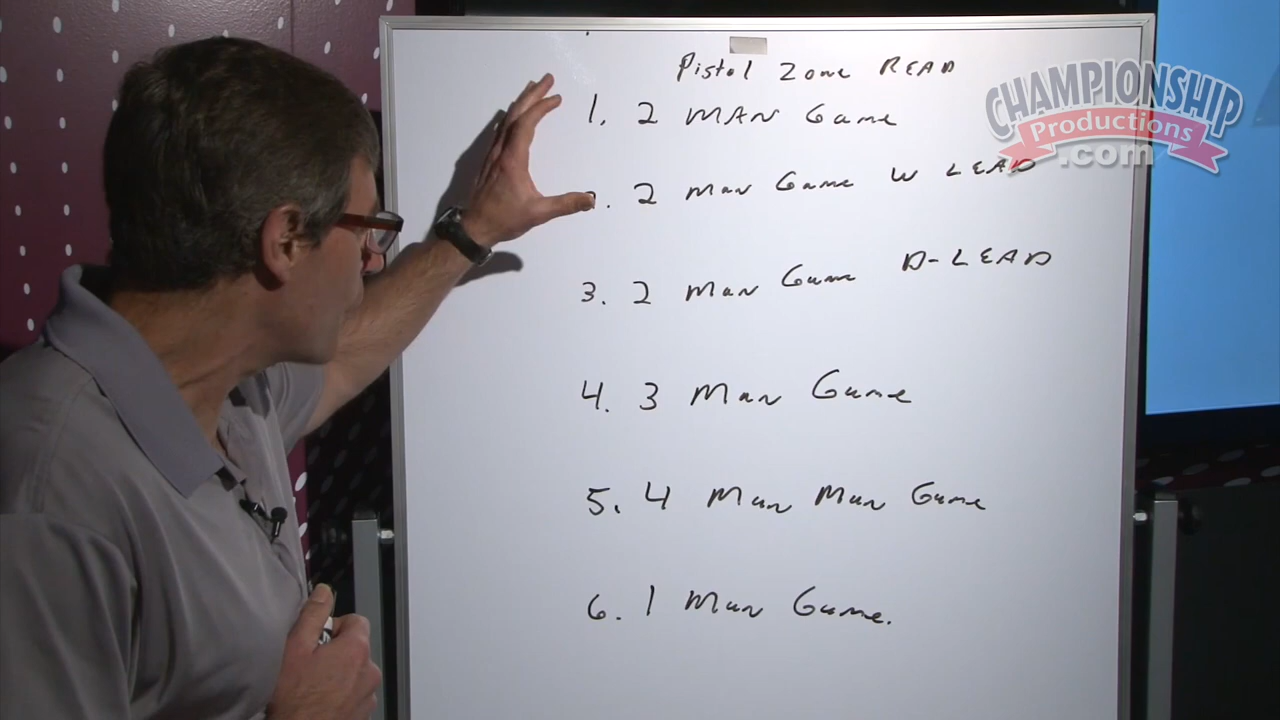 Pistol Zone READ
1. 2 MAN Game
2. 2 Man Game W LEAD
3. 2 Man Game D-LEAD
4. 3 Man Game
5. 4 Man Man Game
6. 1 Man Game.
CHAMPIONSHIP
Productions
.com